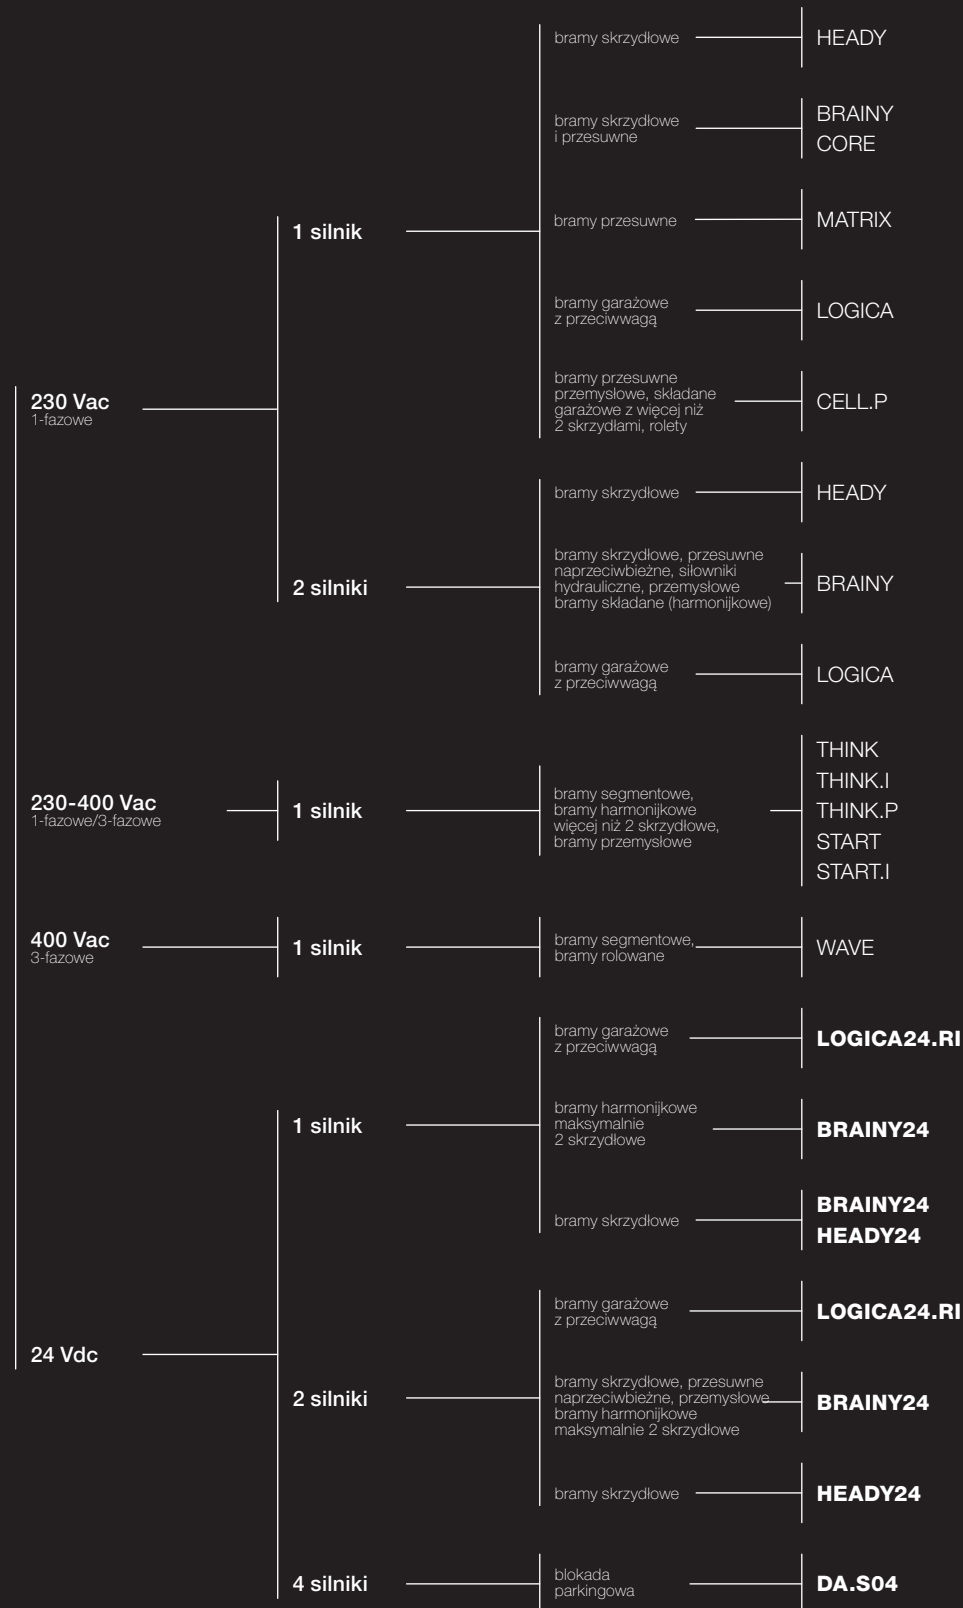 230 Vac
1-fazowe
1 silnik
bramy skrzydłowe
HEADY
bramy skrzydłowe
i przesuwne
BRAINY
CORE
bramy przesuwne
MATRIX
bramy garażowe
z przeciwwagą
LOGICA
bramy przesuwne
przemysłowe, składane
garażowe z więcej niż
2 skrzydłami, rolety
CELL.P
2 silniki
bramy skrzydłowe
HEADY
bramy skrzydłowe, przesuwne
naprzeciwbieżne, siłowniki
hydrauliczne, przemysłowe
bramy składane (harmonijkowe)
BRAINY
bramy garażowe
z przeciwwagą
LOGICA
230-400 Vac
1-fazowe/3-fazowe
1 silnik
bramy segmentowe,
bramy harmonijkowe
więcej niż 2 skrzydłowe,
bramy przemysłowe
THINK
THINK.I
THINK.P
START
START.I
400 Vac
3-fazowe
1 silnik
bramy segmentowe,
bramy rolowane
WAVE
24 Vdc
1 silnik
bramy garażowe
z przeciwwagą
LOGICA24.RI
bramy harmonijkowe
maksymalnie
2 skrzydłowe
BRAINY24
bramy skrzydłowe
BRAINY24
HEADY24
2 silniki
bramy garażowe
z przeciwwagą
LOGICA24.RI
bramy skrzydłowe, przesuwne
naprzeciwbieżne, przemysłowe
bramy harmonijkowe
maksymalnie 2 skrzydłowe
BRAINY24
bramy skrzydłowe
HEADY24
4 silniki
blokada
parkingowa
DA.S04